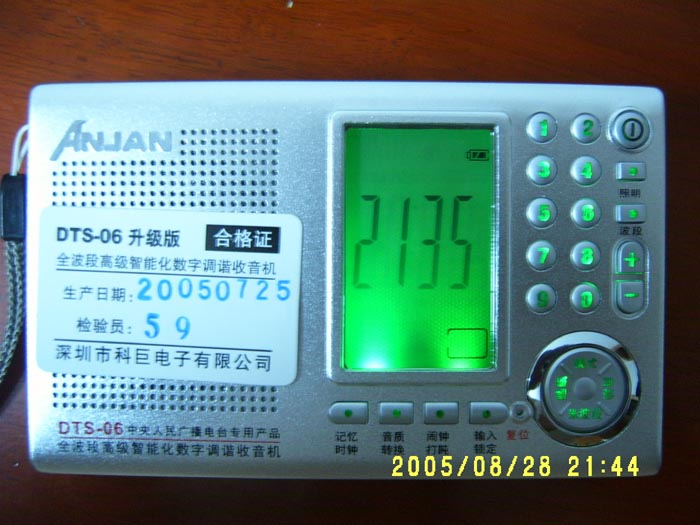 ANJAN
DTS-06 升级版 合格证
全波段高级智能化数字调谐收音机
生产日期: 20050725
检验员: 59
深圳市科巨电子有限公司
DTS-06 中央人民广播电台专用产品
全波段高级智能化数字调谐收音机
2135
1 2
3 4
5 6
7 8
9 0
照明
波段
+
-
记忆 音质 闹钟 输入 复位
时钟 转换 打盹 锁定
2005/08/28 21:44